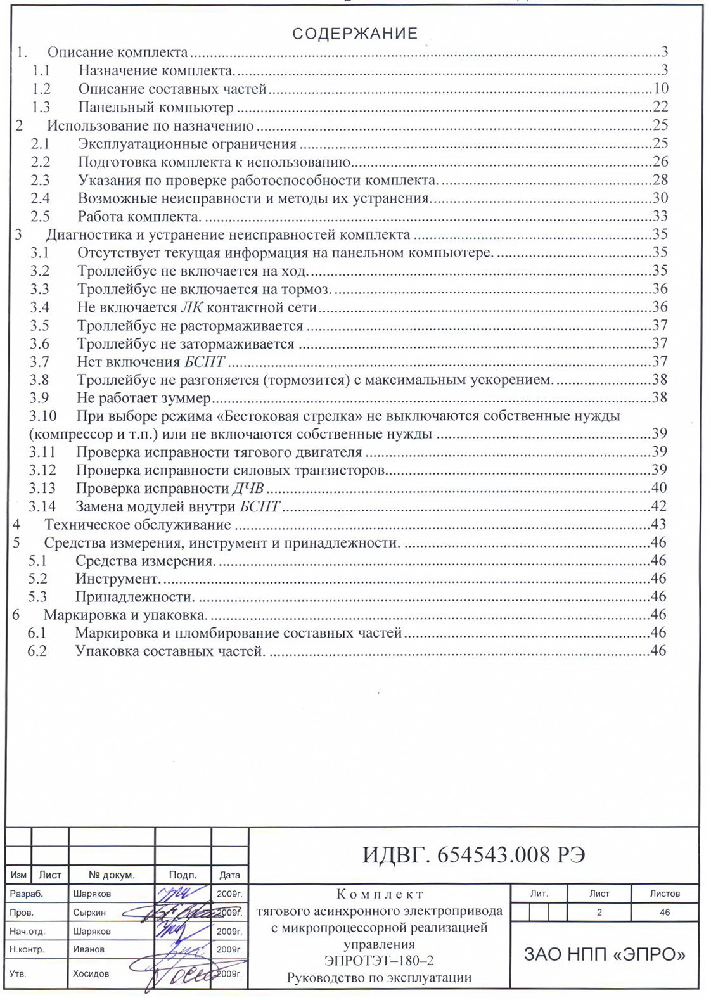 СОДЕРЖАНИЕ
1. Описание комплекта...3
1.1 Назначение комплекта....3
1.2 Описание составных частей...10
1.3 Панельный компьютер...22
2 Использование по назначению...25
2.1 Эксплуатационные ограничения...25
2.2 Подготовка комплекта к использованию....26
2.3 Указания по проверке работоспособности комплекта....28
2.4 Возможные неисправности и методы их устранения....30
2.5 Работа комплекта....33
3 Диагностика и устранение неисправностей комплекта...35
3.1 Отсутствует текущая информация на панельном компьютере....35
3.2 Троллейбус не включается на ход....35
3.3 Троллейбус не включается на тормоз....36
3.4 Не включается ЛК контактной сети...36
3.5 Троллейбус не растормаживается...37
3.6 Троллейбус не затормаживается...37
3.7 Нет включения БСПТ...37
3.8 Троллейбус не разгоняется (тормозится) с максимальным ускорением....38
3.9 Не работает зуммер...38
3.10 При выборе режима «Бестоковая стрелка» не выключаются собственные нужды
(компрессор и т.п.) или не включаются собственные нужды...39
3.11 Проверка исправности тягового двигателя...39
3.12 Проверка исправности силовых транзисторов....39
3.13 Проверка исправности ДЧВ...40
3.14 Замена модулей внутри БСПТ...42
4 Техническое обслуживание...43
5 Средства измерения, инструмент и принадлежности....46
5.1 Средства измерения....46
5.2 Инструмент....46
5.3 Принадлежности....46
6 Маркировка и упаковка....46
6.1 Маркировка и пломбирование составных частей...46
6.2 Упаковка составных частей....46
ИДВГ. 654543.008 РЭ
Изм Лист № докум. Подп. Дата
Разраб. Шаряков 2009г.
Пров. Сыркин 2009г.
Нач.отд. Шаряков 2009г.
Н.контр. Иванов 2009г.
Утв. Хосидов 2009г.
Комплект
тягового асинхронного электропривода
с микропроцессорной реализацией
управления
ЭПРОТЭТ–180–2
Руководство по эксплуатации
Лит. Лист Листов
2 46
ЗАО НПП «ЭПРО»